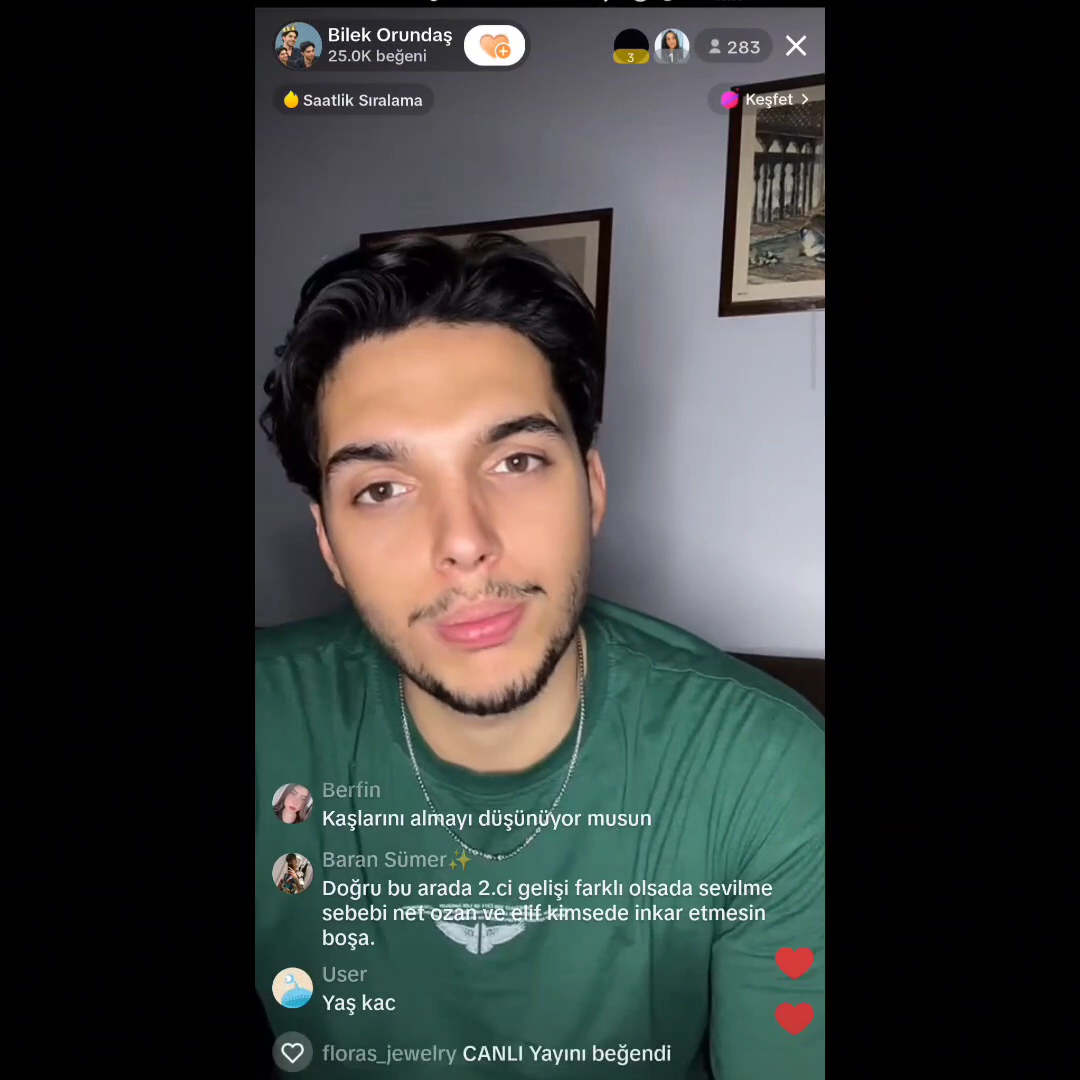 Bilek Orundaş
25.0K beğeni
3
1
283
Saatlik Sıralama
Keşfet
Berfin
Kaşlarını almayı düşünüyor musun
Baran Sümer✨
Doğru bu arada 2.ci gelişi farklı olsada sevilme
sebebi net ozan ve elif kimsede inkar etmesin
boşa.
User
Yaş kac
floras_jewelry CANLI Yayını beğendi